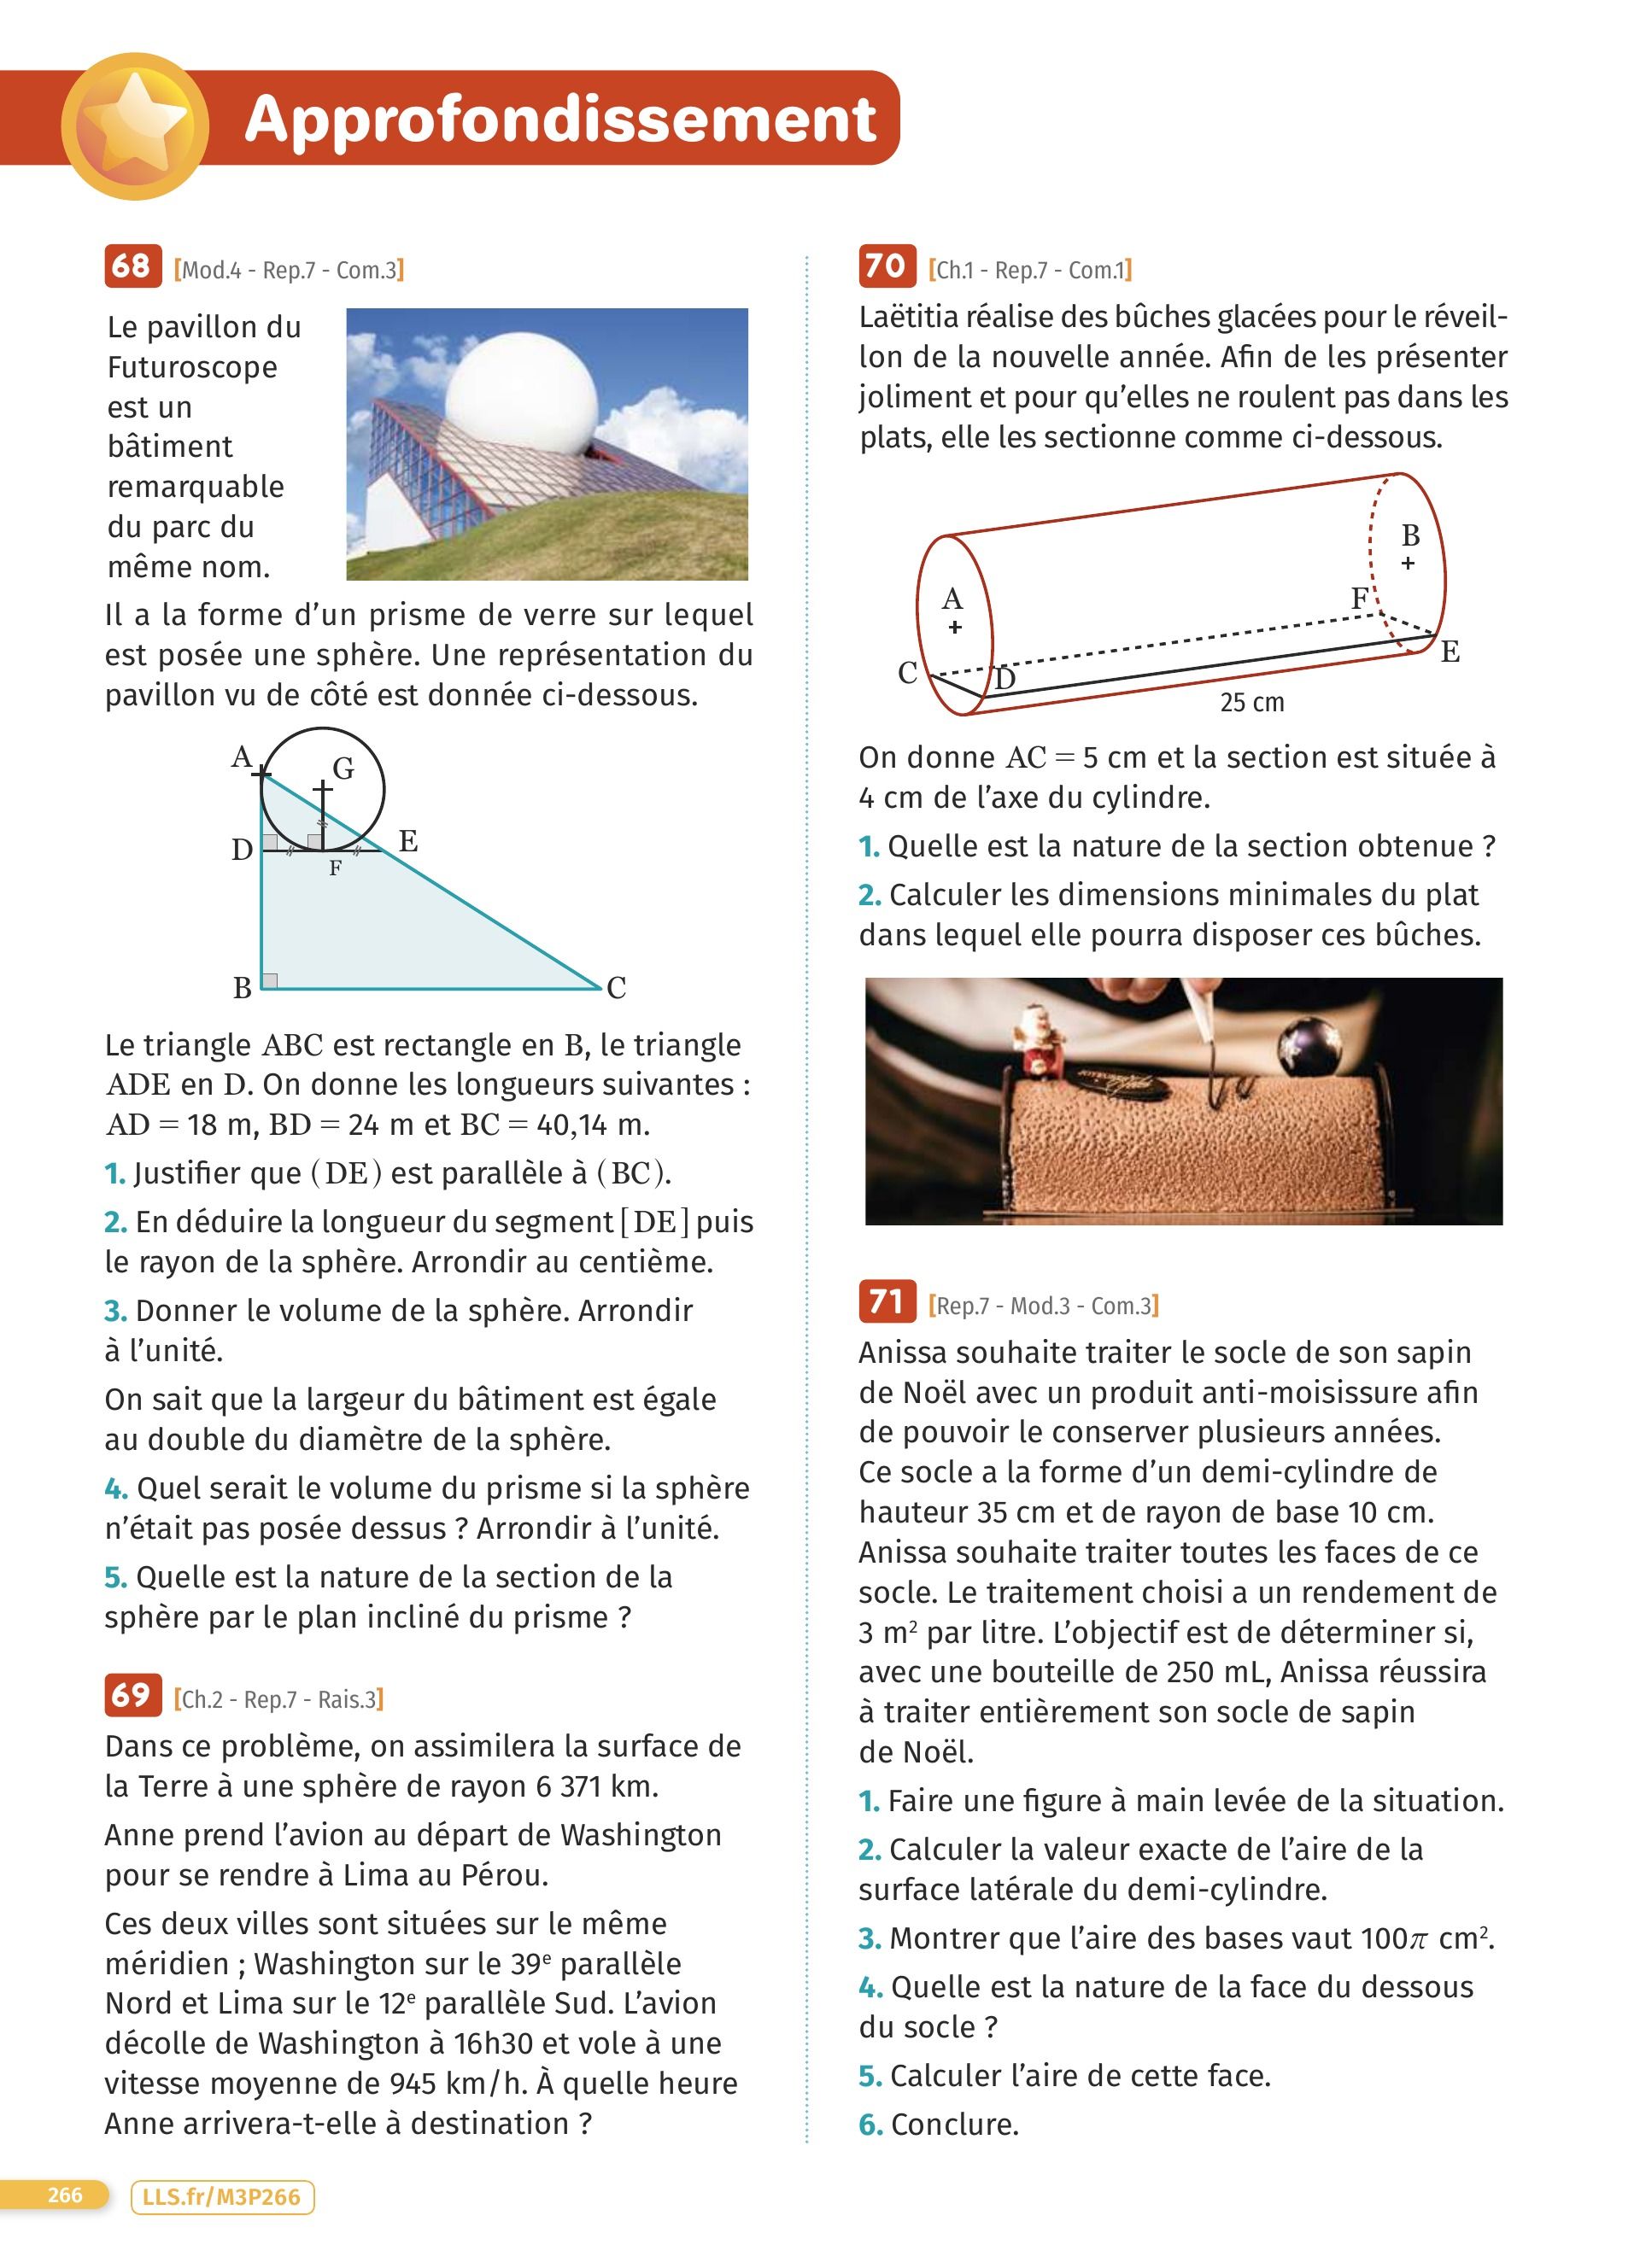 Approfondissement
68 [Mod.4 - Rep.7 - Com.3]
Le pavillon du
Futuroscope
est un
bâtiment
remarquable
du parc du
même nom.
Il a la forme d’un prisme de verre sur lequel
est posée une sphère. Une représentation du
pavillon vu de côté est donnée ci-dessous.
A
G
D
E
F
B
C
Le triangle ABC est rectangle en B, le triangle
ADE en D. On donne les longueurs suivantes :
AD = 18 m, BD = 24 m et BC = 40,14 m.
1. Justifier que (DE) est parallèle à (BC).
2. En déduire la longueur du segment [DE] puis
le rayon de la sphère. Arrondir au centième.
3. Donner le volume de la sphère. Arrondir
à l’unité.
On sait que la largeur du bâtiment est égale
au double du diamètre de la sphère.
4. Quel serait le volume du prisme si la sphère
n’était pas posée dessus ? Arrondir à l’unité.
5. Quelle est la nature de la section de la
sphère par le plan incliné du prisme ?
69 [Ch.2 - Rep.7 - Rais.3]
Dans ce problème, on assimilera la surface de
la Terre à une sphère de rayon 6 371 km.
Anne prend l’avion au départ de Washington
pour se rendre à Lima au Pérou.
Ces deux villes sont situées sur le même
méridien ; Washington sur le 39e parallèle
Nord et Lima sur le 12e parallèle Sud. L’avion
décolle de Washington à 16h30 et vole à une
vitesse moyenne de 945 km/h. À quelle heure
Anne arrivera-t-elle à destination ?
70 [Ch.1 - Rep.7 - Com.1]
Laëtitia réalise des bûches glacées pour le réveil-
lon de la nouvelle année. Afin de les présenter
joliment et pour qu’elles ne roulent pas dans les
plats, elle les sectionne comme ci-dessous.
B
A
F
E
C
D
25 cm
On donne AC = 5 cm et la section est située à
4 cm de l’axe du cylindre.
1. Quelle est la nature de la section obtenue ?
2. Calculer les dimensions minimales du plat
dans lequel elle pourra disposer ces bûches.
71 [Rep.7 - Mod.3 - Com.3]
Anissa souhaite traiter le socle de son sapin
de Noël avec un produit anti-moisissure afin
de pouvoir le conserver plusieurs années.
Ce socle a la forme d’un demi-cylindre de
hauteur 35 cm et de rayon de base 10 cm.
Anissa souhaite traiter toutes les faces de ce
socle. Le traitement choisi a un rendement de
3 m² par litre. L’objectif est de déterminer si,
avec une bouteille de 250 mL, Anissa réussira
à traiter entièrement son socle de sapin
de Noël.
1. Faire une figure à main levée de la situation.
2. Calculer la valeur exacte de l’aire de la
surface latérale du demi-cylindre.
3. Montrer que l’aire des bases vaut 100π cm².
4. Quelle est la nature de la face du dessous
du socle ?
5. Calculer l’aire de cette face.
6. Conclure.
266
LLS.fr/M3P266